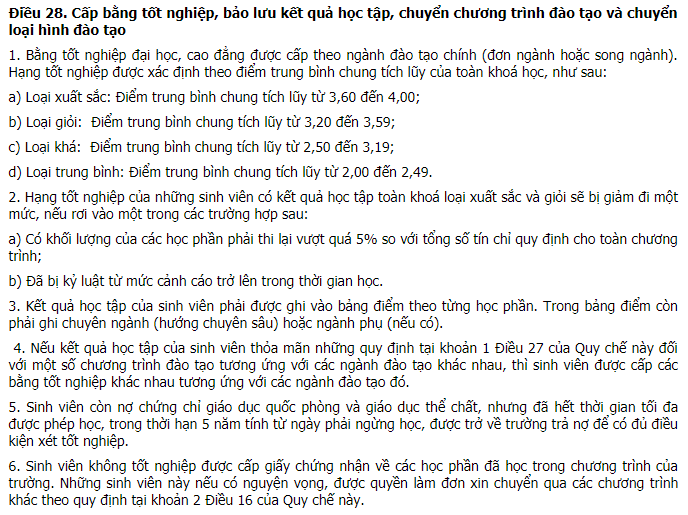 Điều 28. Cấp bằng tốt nghiệp, bảo lưu kết quả học tập, chuyển chương trình đào tạo và chuyển
loại hình đào tạo
1. Bằng tốt nghiệp đại học, cao đẳng được cấp theo ngành đào tạo chính (đơn ngành hoặc song ngành).
Hạng tốt nghiệp được xác định theo điểm trung bình chung tích lũy của toàn khoá học, như sau:
a) Loại xuất sắc: Điểm trung bình chung tích lũy từ 3,60 đến 4,00;
b) Loại giỏi:  Điểm trung bình chung tích lũy từ 3,20 đến 3,59;
c) Loại khá:  Điểm trung bình chung tích lũy từ 2,50 đến 3,19;
d) Loại trung bình: Điểm trung bình chung tích lũy từ 2,00 đến 2,49.
2. Hạng tốt nghiệp của những sinh viên có kết quả học tập toàn khoá loại xuất sắc và giỏi sẽ bị giảm đi một
mức, nếu rơi vào một trong các trường hợp sau:
a) Có khối lượng của các học phần phải thi lại vượt quá 5% so với tổng số tín chỉ quy định cho toàn chương
trình;
b) Đã bị kỷ luật từ mức cảnh cáo trở lên trong thời gian học.
3. Kết quả học tập của sinh viên phải được ghi vào bảng điểm theo từng học phần. Trong bảng điểm còn
phải ghi chuyên ngành (hướng chuyên sâu) hoặc ngành phụ (nếu có).
4. Nếu kết quả học tập của sinh viên thỏa mãn những quy định tại khoản 1 Điều 27 của Quy chế này đối
với một số chương trình đào tạo tương ứng với các ngành đào tạo khác nhau, thì sinh viên được cấp các
bằng tốt nghiệp khác nhau tương ứng với các ngành đào tạo đó.
5. Sinh viên còn nợ chứng chỉ giáo dục quốc phòng và giáo dục thể chất, nhưng đã hết thời gian tối đa
được phép học, trong thời hạn 5 năm tính từ ngày phải ngừng học, được trở về trường trả nợ để có đủ điều
kiện xét tốt nghiệp.
6. Sinh viên không tốt nghiệp được cấp giấy chứng nhận về các học phần đã học trong chương trình của
trường. Những sinh viên này nếu có nguyện vọng, được quyền làm đơn xin chuyển qua các chương trình
khác theo quy định tại khoản 2 Điều 16 của Quy chế này.